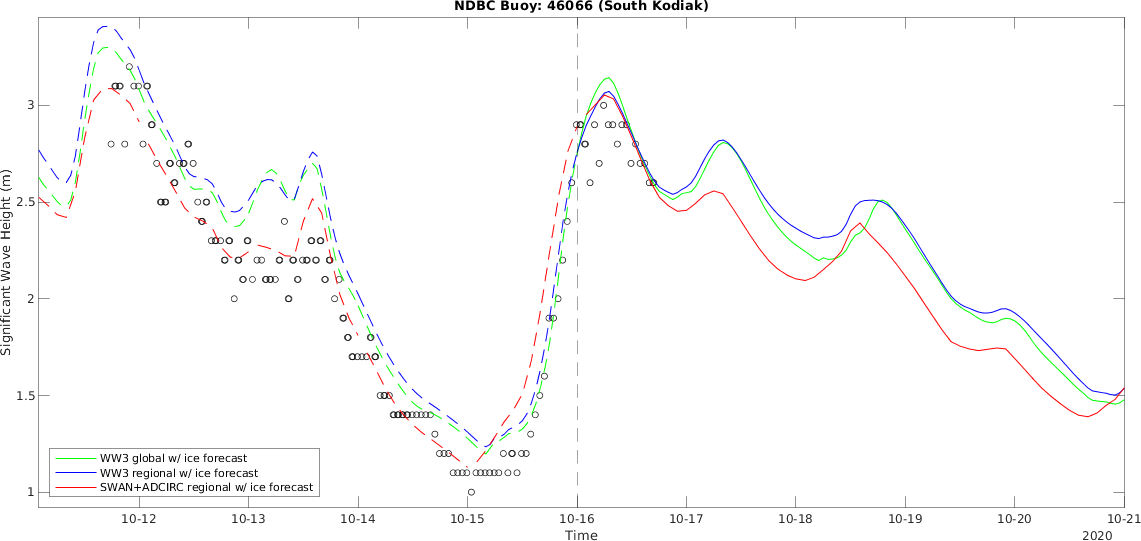 NDBC Buoy: 46066 (South Kodiak)
Significant Wave Height (m)
3
2.5
2
1.5
1
WW3 global w/ ice forecast
WW3 regional w/ ice forecast
SWAN+ADCIRC regional w/ ice forecast
10-12 10-13 10-14 10-15 10-16 10-17 10-18 10-19 10-20 10-21
Time
2020